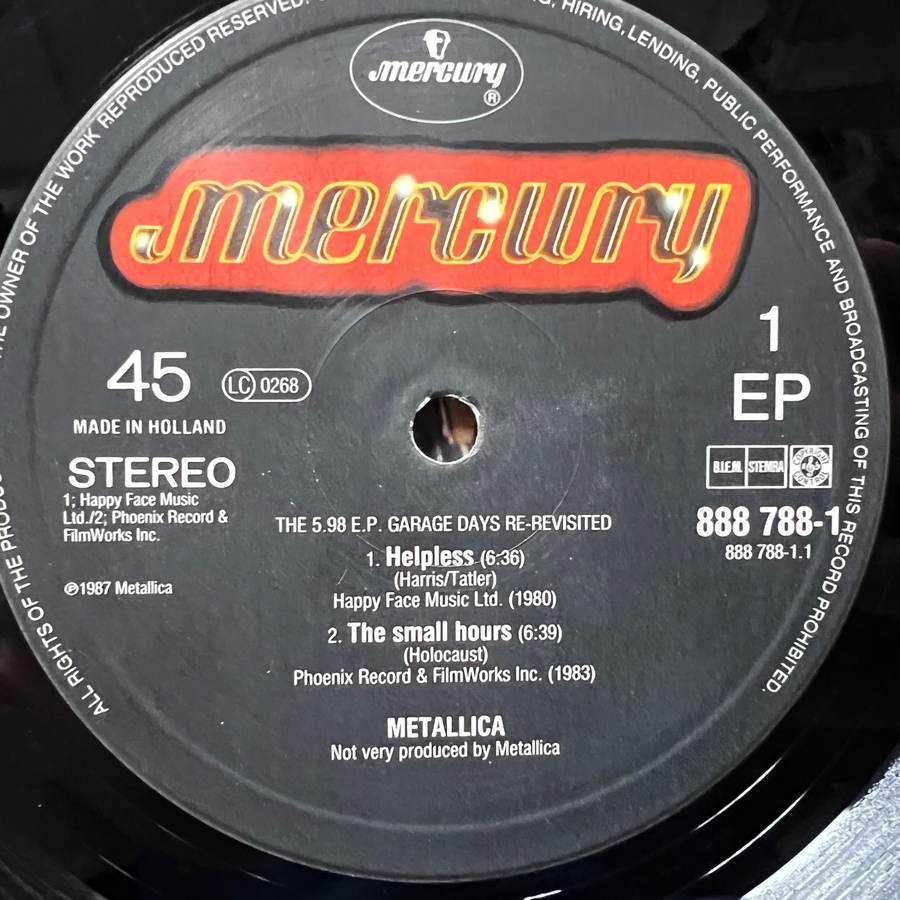 mercury
®
mercury
1
EP
45
LC 0268
MADE IN HOLLAND
STEREO
1; Happy Face Music
Ltd./2; Phoenix Record &
FilmWorks Inc.
℗1987 Metallica
B.I.E.M. STEMRA
COPYRIGHT CONTROL
888 788-1
888 788-1.1
THE 5.98 E.P. GARAGE DAYS RE-REVISITED
1. Helpless (6:36)
(Harris/Tatler)
Happy Face Music Ltd. (1980)
2. The small hours (6:39)
(Holocaust)
Phoenix Record & FilmWorks Inc. (1983)
METALLICA
Not very produced by Metallica
ALL RIGHTS OF THE OWNER OF THE WORK REPRODUCED RESERVED. HIRING, LENDING, PUBLIC PERFORMANCE AND BROADCASTING OF THIS RECORD PROHIBITED.